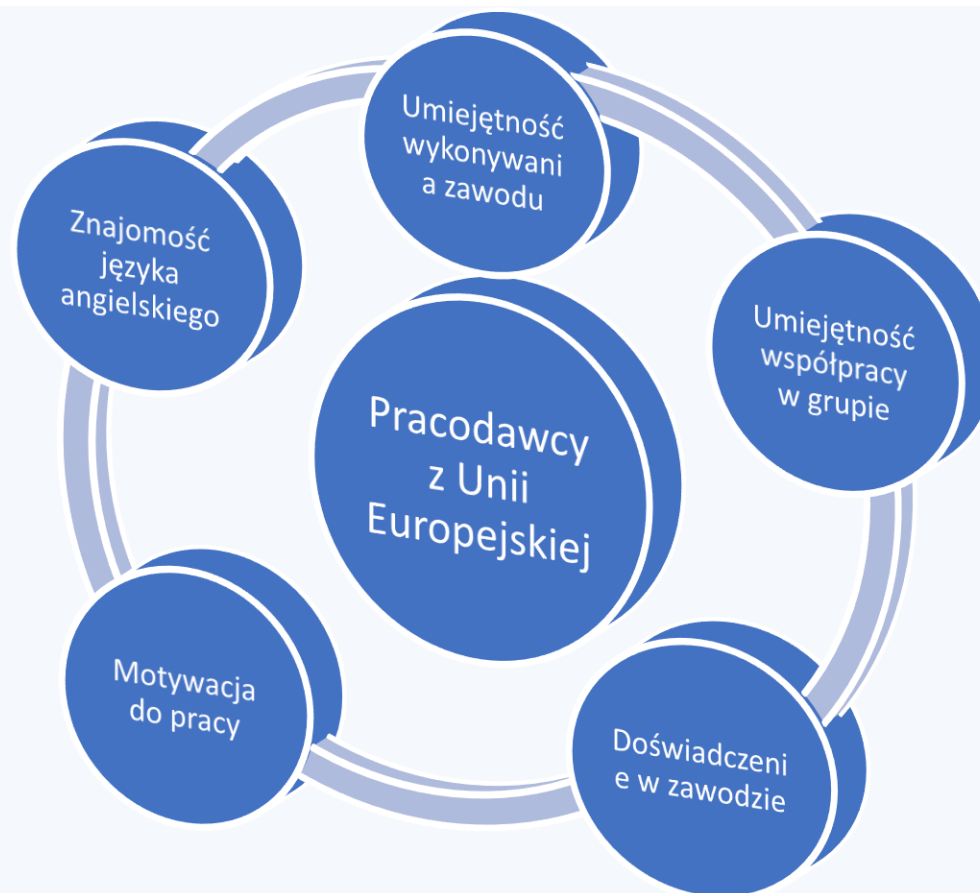 Umiejętność
wykonywani
a zawodu
Znajomość
języka
angielskiego
Umiejętność
współpracy
w grupie
Pracodawcy
z Unii
Europejskiej
Motywacja
do pracy
Doświadczeni
e w zawodzie